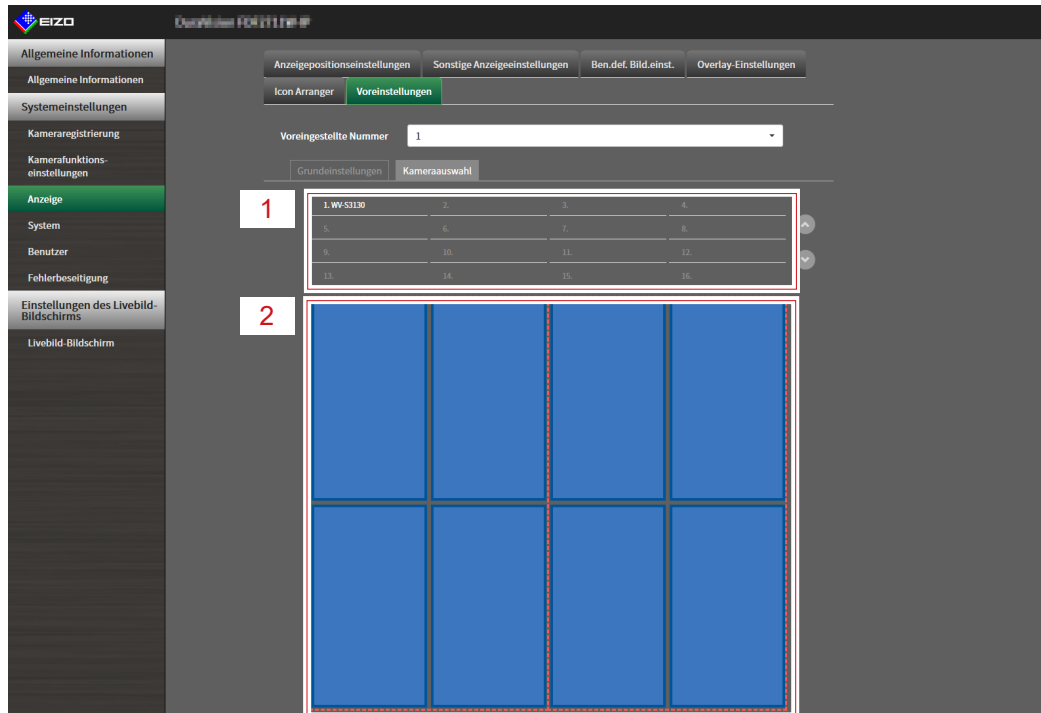 EIZO
Allgemeine Informationen
Allgemeine Informationen
Systemeinstellungen
Kameraregistrierung
Kamerafunktions-
einstellungen
Anzeige
System
Benutzer
Fehlerbeseitigung
Einstellungen des Livebild-
Bildschirms
Livebild-Bildschirm
Anzeigepositionseinstellungen Sonstige Anzeigeeinstellungen Ben.def. Bild.einst. Overlay-Einstellungen
Icon Arranger Voreinstellungen
Voreingestellte Nummer 1
Grundeinstellungen Kameraauswahl
1
1. WV-S3130 2. 3. 4.
5. 6. 7. 8.
9. 10. 11. 12.
13. 14. 15. 16.
2